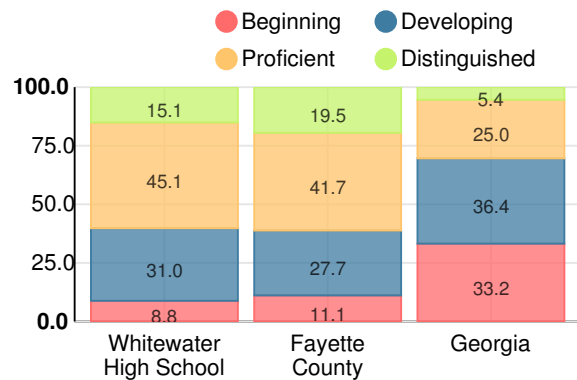 Beginning
Developing
Proficient
Distinguished
100.0
75.0
50.0
25.0
0.0
15.1
45.1
31.0
8.8
19.5
41.7
27.7
11.1
5.4
25.0
36.4
33.2
Whitewater
High School
Fayette
County
Georgia